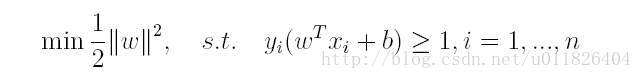 min 1/2 ||w||², s.t. yᵢ(wᵀxᵢ + b) ≥ 1, i = 1, ..., n
http://blog.csdn.net/u011826404